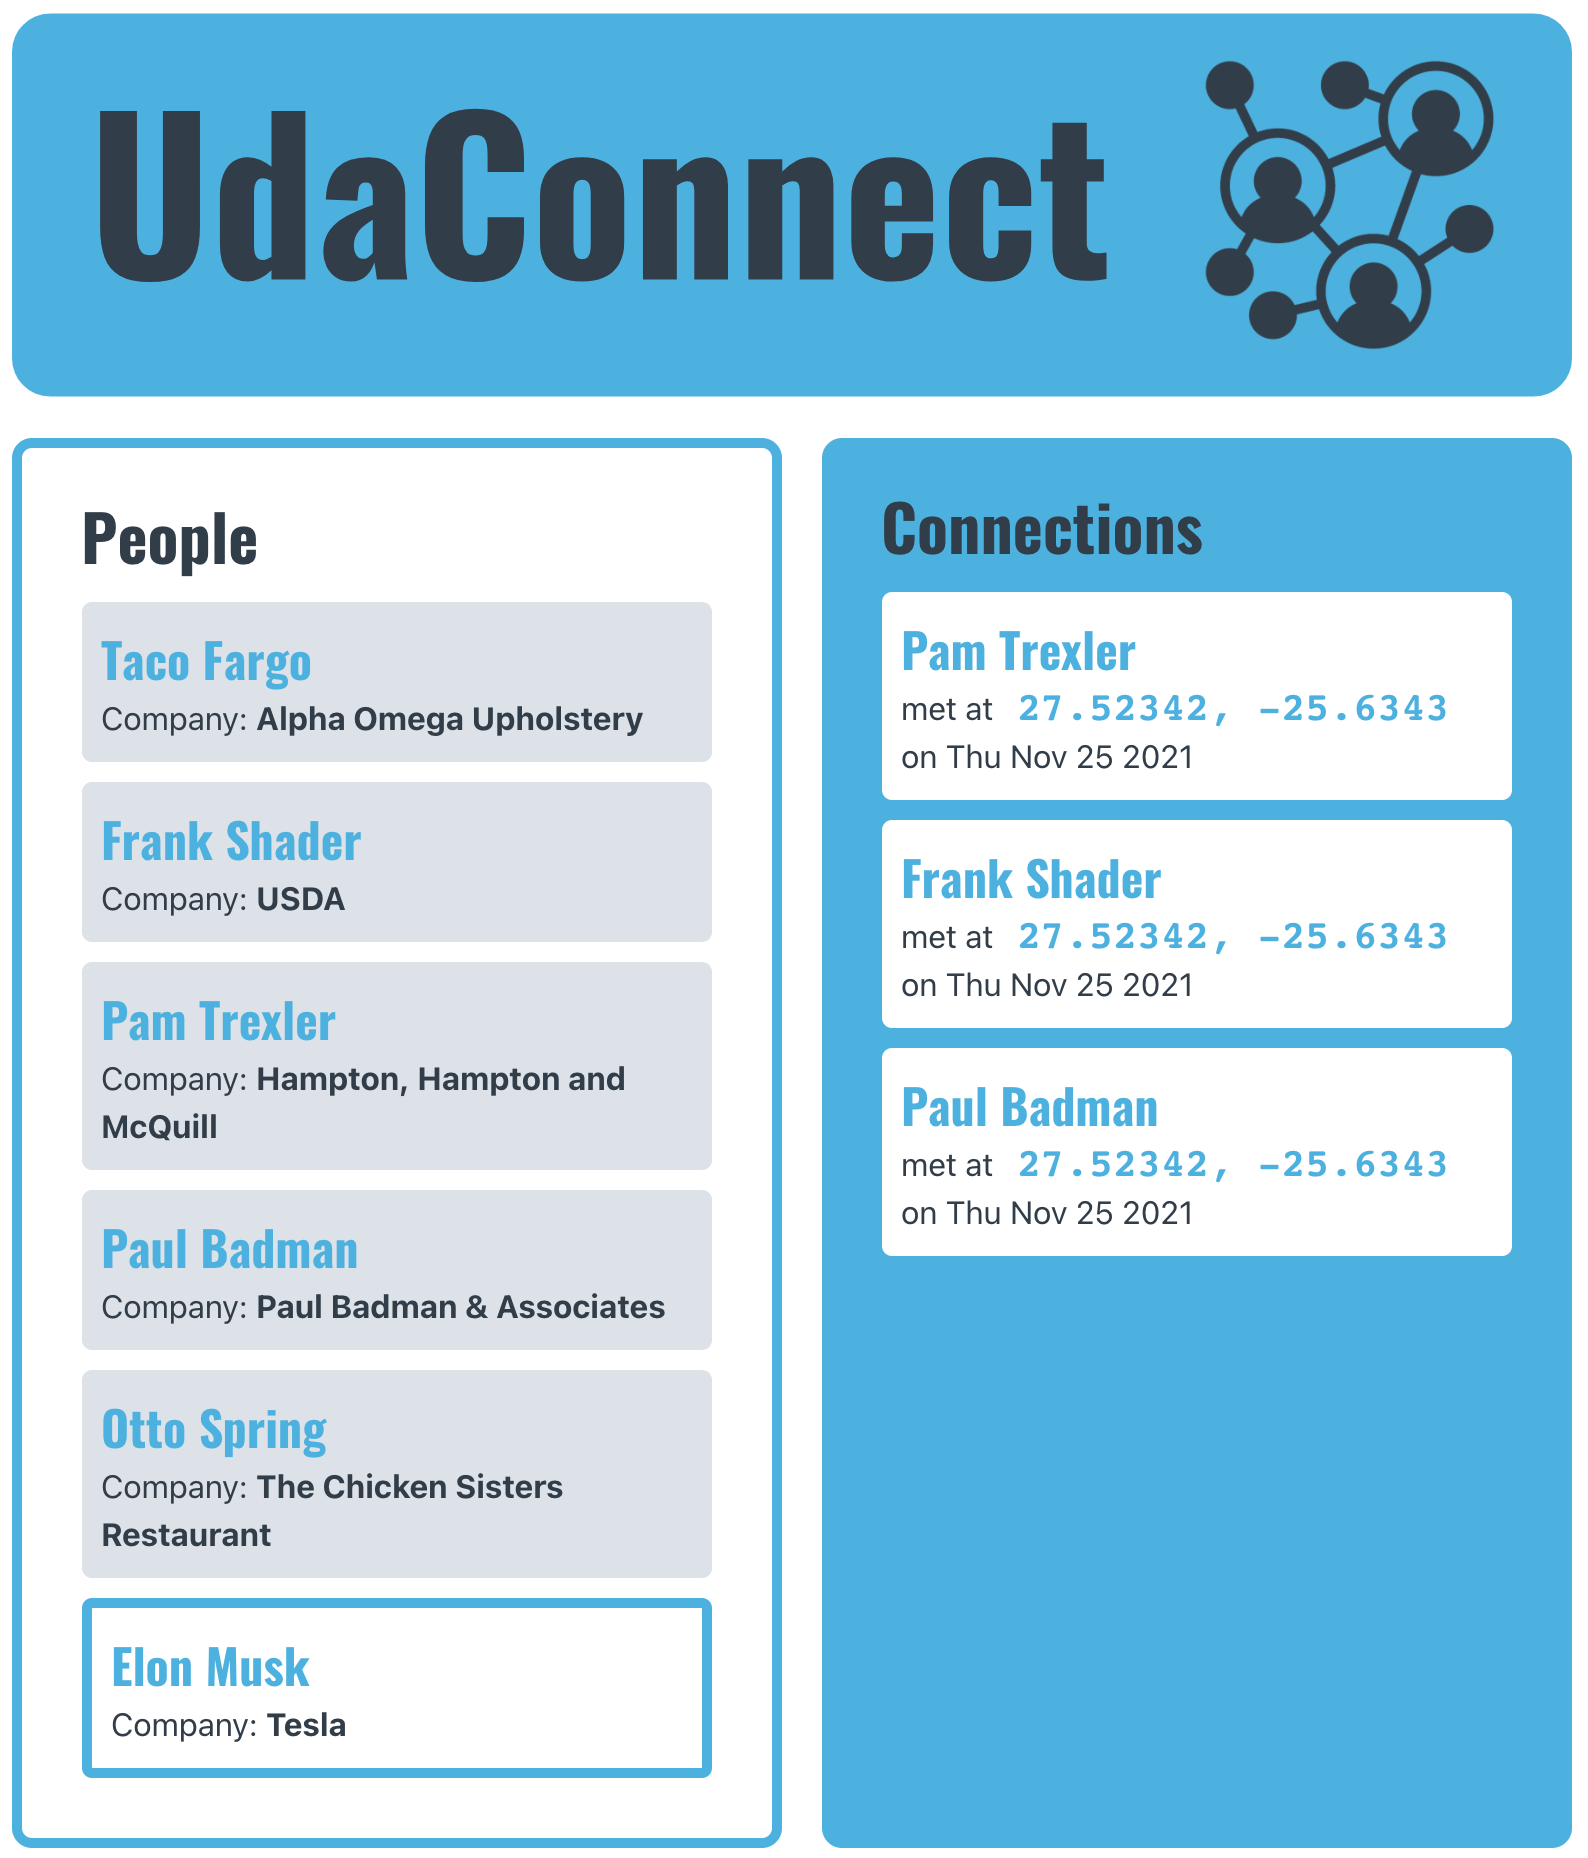 UdaConnect
People
Taco Fargo
Company: Alpha Omega Upholstery
Frank Shader
Company: USDA
Pam Trexler
Company: Hampton, Hampton and
McQuill
Paul Badman
Company: Paul Badman & Associates
Otto Spring
Company: The Chicken Sisters
Restaurant
Elon Musk
Company: Tesla
Connections
Pam Trexler
met at 27.52342, -25.6343
on Thu Nov 25 2021
Frank Shader
met at 27.52342, -25.6343
on Thu Nov 25 2021
Paul Badman
met at 27.52342, -25.6343
on Thu Nov 25 2021